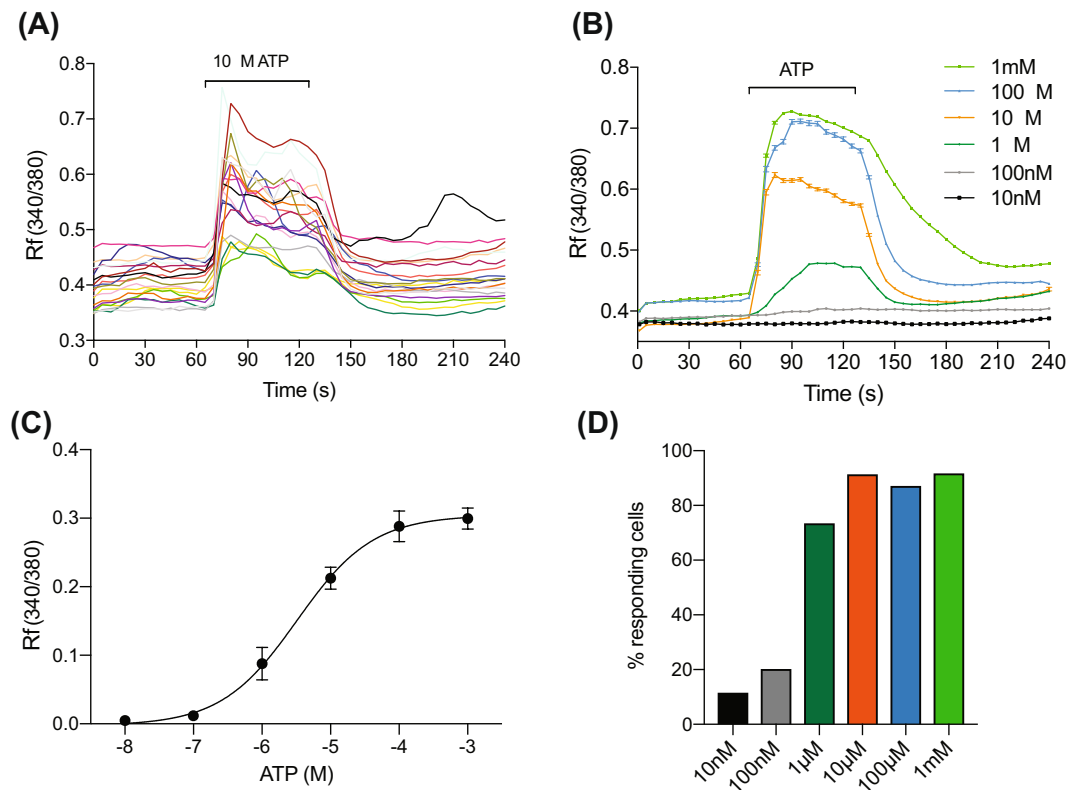 (A)
10 M ATP
Rf (340/380)
0.8
0.7
0.6
0.5
0.4
0.3
0 30 60 90 120 150 180 210 240
Time (s)
(B)
ATP
Rf (340/380)
0.8
0.7
0.6
0.5
0.4
0 30 60 90 120 150 180 210 240
Time (s)
1mM
100 M
10 M
1 M
100nM
10nM
(C)
Rf (340/380)
0.4
0.3
0.2
0.1
0.0
-8 -7 -6 -5 -4 -3
ATP (M)
(D)
% responding cells
100
80
60
40
20
0
10nM 100nM 1µM 10µM 100µM 1mM